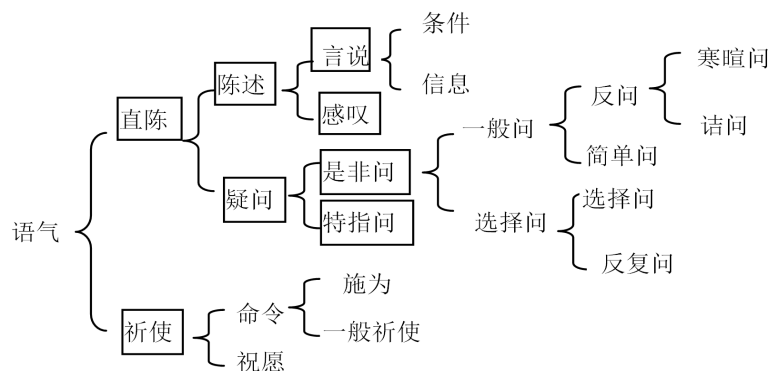 语气
直陈
陈述
言说
条件
信息
感叹
疑问
是非问
一般问
反问
寒暄问
诘问
简单问
选择问
选择问
反复问
特指问
祈使
命令
施为
一般祈使
祝愿